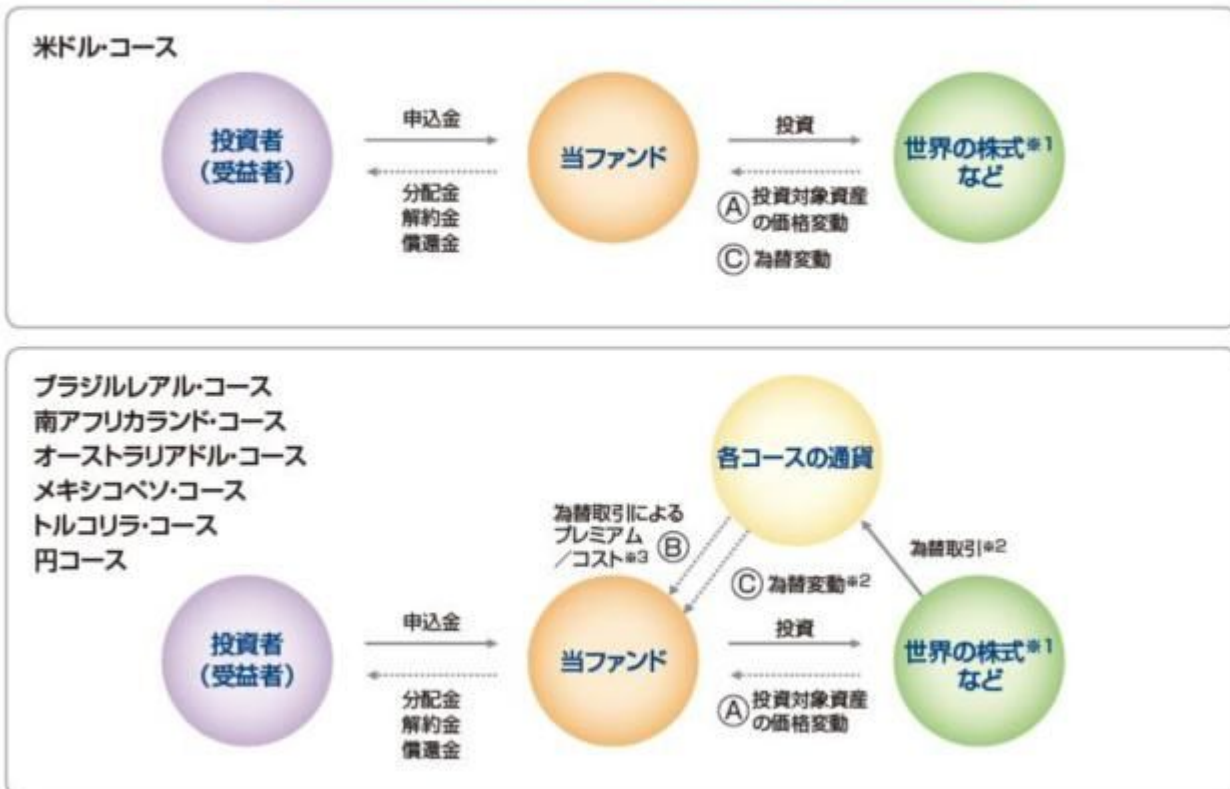 米ドル・コース
投資者
(受益者)
申込金
分配金
解約金
償還金
当ファンド
投資
Ⓐ投資対象資産
の価格変動
Ⓒ為替変動
世界の株式※1
など
ブラジルレアル・コース
南アフリカランド・コース
オーストラリアドル・コース
メキシコペソ・コース
トルコリラ・コース
円コース
各コースの通貨
為替取引による
プレミアム
/コスト※3 Ⓑ
Ⓒ為替変動※2
為替取引※2
投資者
(受益者)
申込金
分配金
解約金
償還金
当ファンド
投資
Ⓐ投資対象資産
の価格変動
世界の株式※1
など